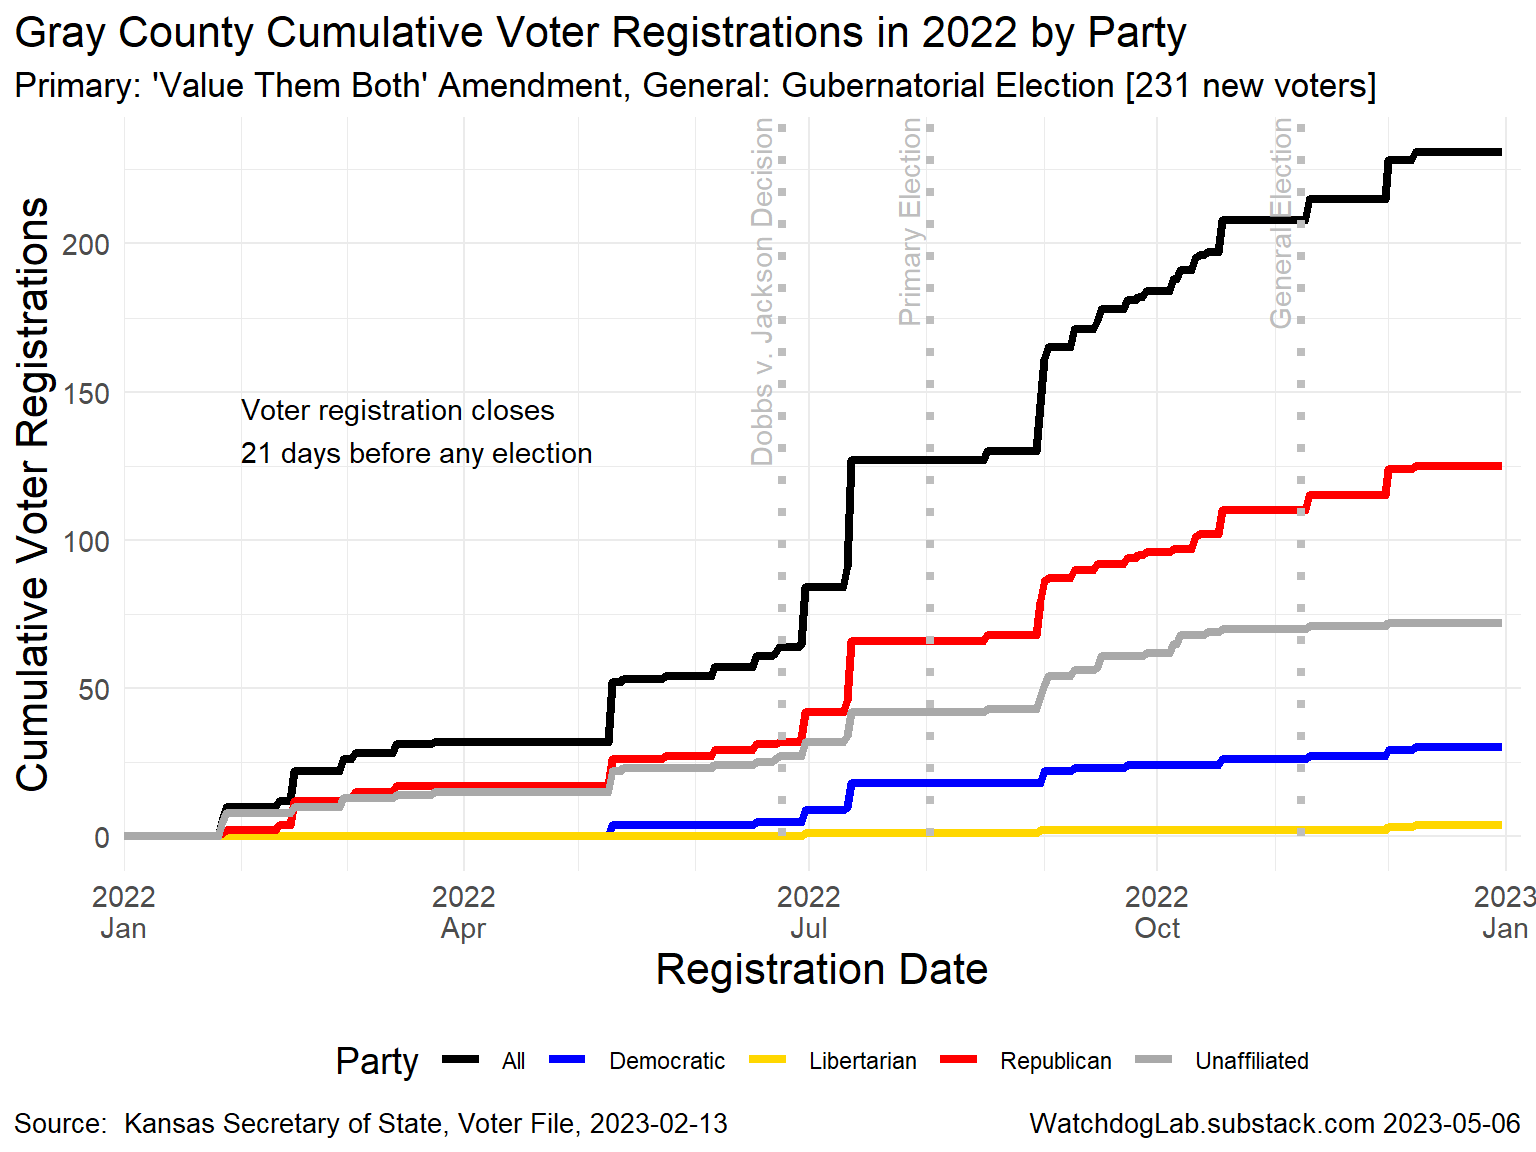 Gray County Cumulative Voter Registrations in 2022 by Party
Primary: 'Value Them Both' Amendment, General: Gubernatorial Election [231 new voters]
Cumulative Voter Registrations
200
150
100
50
0
Dobbs v. Jackson Decision
Primary Election
General Election
Voter registration closes
21 days before any election
2022 2022 2022 2022 2023
Jan Apr Jul Oct Jan
Registration Date
Party All Democratic Libertarian Republican Unaffiliated
Source:  Kansas Secretary of State, Voter File, 2023-02-13 WatchdogLab.substack.com 2023-05-06